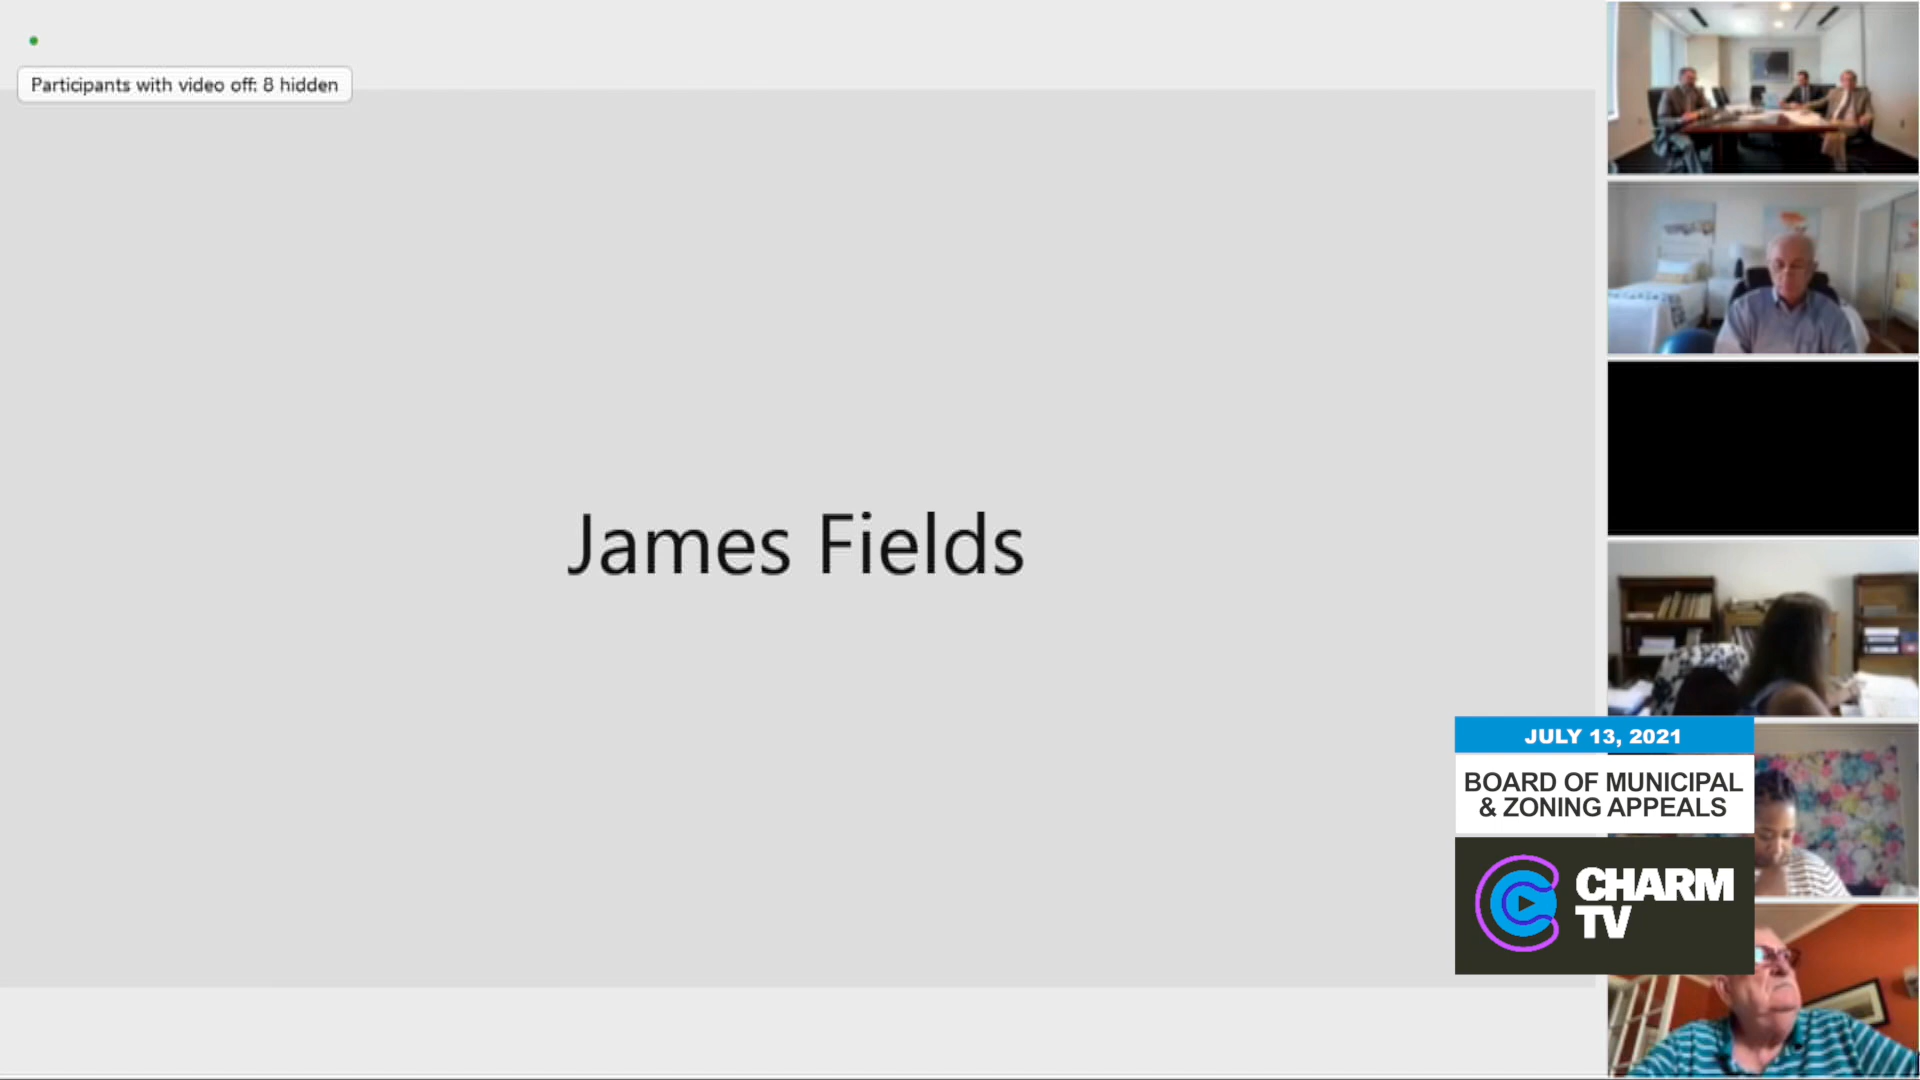 Participants with video off: 8 hidden
James Fields
JULY 13, 2021
BOARD OF MUNICIPAL
& ZONING APPEALS
CHARM
TV